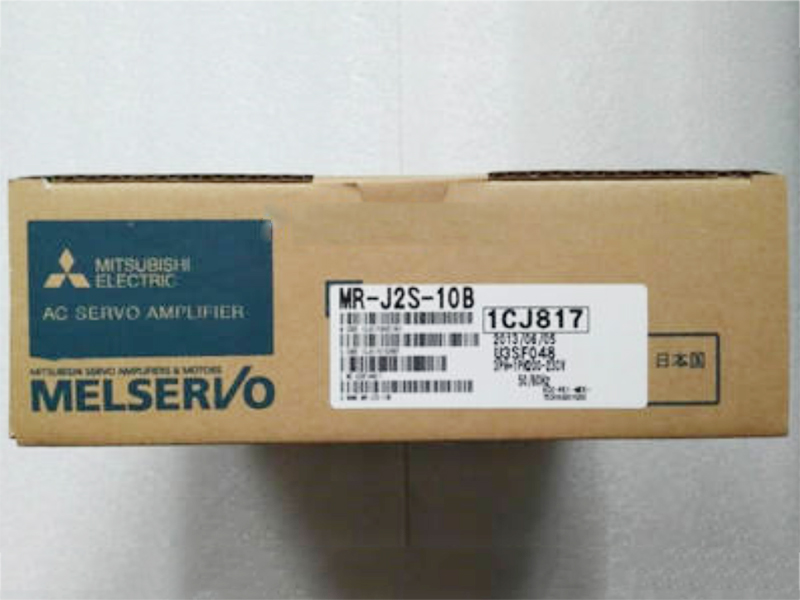 MITSUBISHI
ELECTRIC
AC SERVO AMPLIFIER
MITSUBISHI SERVO AMPLIFIERS & MOTORS
MELSERVO
MR-J2S-10B
1CJ817
2013/06/05
U3SF048
50/60Hz
日本国